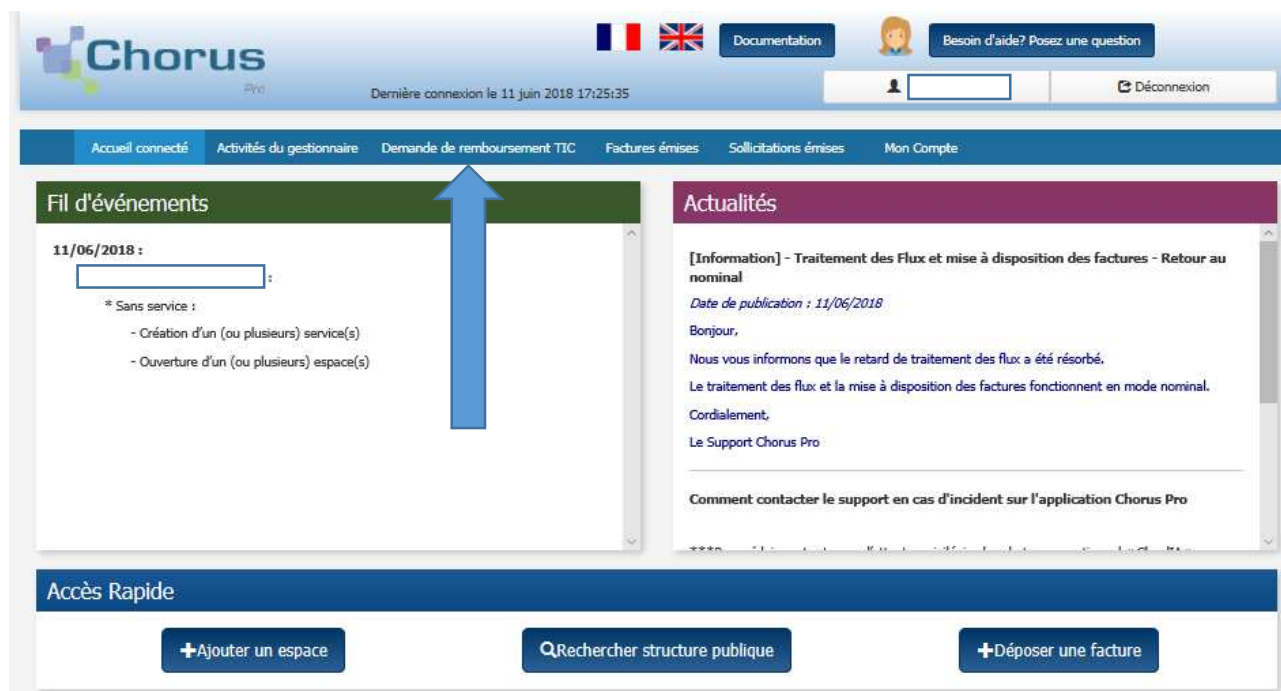 Chorus
Pro
Documentation
Besoin d'aide? Posez une question
Dernière connexion le 11 juin 2018 17:25:35
Déconnexion
Accueil connecté Activités du gestionnaire Demande de remboursement TIC Factures émises Sollicitations émises Mon Compte
Fil d'événements
11/06/2018 :
:
* Sans service :
- Création d'un (ou plusieurs) service(s)
- Ouverture d'un (ou plusieurs) espace(s)
Actualités
[Information] - Traitement des Flux et mise à disposition des factures - Retour au
nominal
Date de publication : 11/06/2018
Bonjour,
Nous vous informons que le retard de traitement des flux a été résorbé.
Le traitement des flux et la mise à disposition des factures fonctionnent en mode nominal.
Cordialement,
Le Support Chorus Pro
Comment contacter le support en cas d'incident sur l'application Chorus Pro
Accès Rapide
+Ajouter un espace
Rechercher structure publique
+Déposer une facture